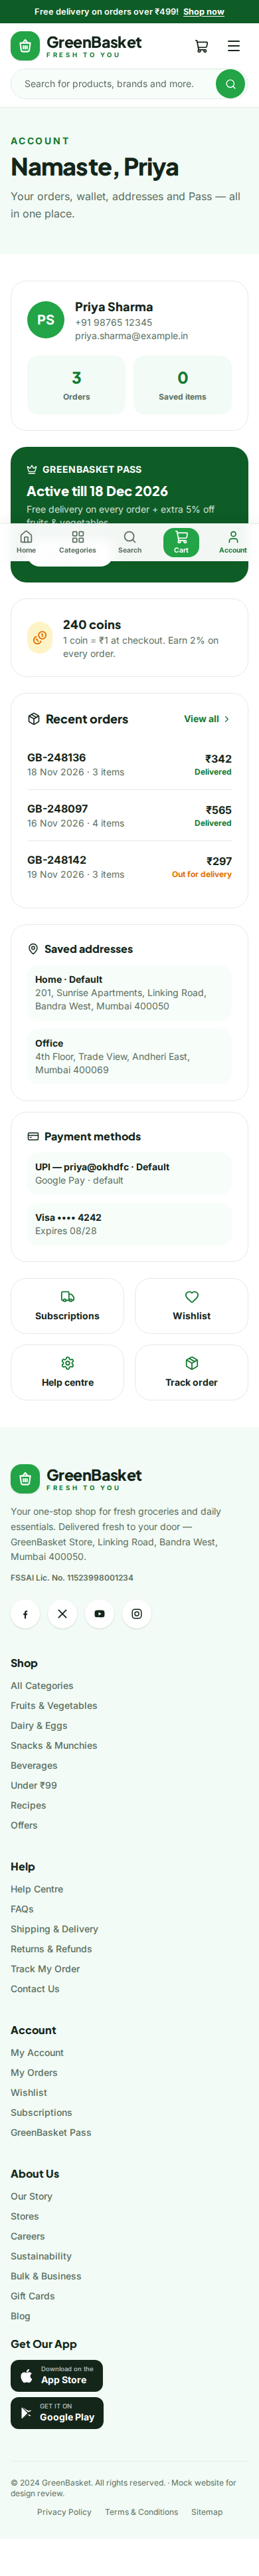 Free delivery on orders over ₹499! Shop now
GreenBasket
FRESH TO YOU
Search for products, brands and more.
ACCOUNT
Namaste, Priya
Your orders, wallet, addresses and Pass — all
in one place.
PS
Priya Sharma
+91 98765 12345
priya.sharma@example.in
3
Orders
0
Saved items
GREENBASKET PASS
Active till 18 Dec 2026
Free delivery on every order + extra 5% off
fruits & vegetables
Home
Categories
Search
Cart
Account
240 coins
1 coin = ₹1 at checkout. Earn 2% on
every order.
Recent orders
View all
GB-248136
₹342
18 Nov 2026 · 3 items
Delivered
GB-248097
₹565
16 Nov 2026 · 4 items
Delivered
GB-248142
₹297
19 Nov 2026 · 3 items
Out for delivery
Saved addresses
Home · Default
201, Sunrise Apartments, Linking Road,
Bandra West, Mumbai 400050
Office
4th Floor, Trade View, Andheri East,
Mumbai 400069
Payment methods
UPI — priya@okhdfc · Default
Google Pay · default
Visa •••• 4242
Expires 08/28
Subscriptions
Wishlist
Help centre
Track order
GreenBasket
FRESH TO YOU
Your one-stop shop for fresh groceries and daily
essentials. Delivered fresh to your door —
GreenBasket Store, Linking Road, Bandra West,
Mumbai 400050.
FSSAI Lic. No. 11523998001234
Shop
All Categories
Fruits & Vegetables
Dairy & Eggs
Snacks & Munchies
Beverages
Under ₹99
Recipes
Offers
Help
Help Centre
FAQs
Shipping & Delivery
Returns & Refunds
Track My Order
Contact Us
Account
My Account
My Orders
Wishlist
Subscriptions
GreenBasket Pass
About Us
Our Story
Stores
Careers
Sustainability
Bulk & Business
Gift Cards
Blog
Get Our App
Download on the
App Store
GET IT ON
Google Play
© 2024 GreenBasket. All rights reserved. · Mock website for
design review.
Privacy Policy
Terms & Conditions
Sitemap